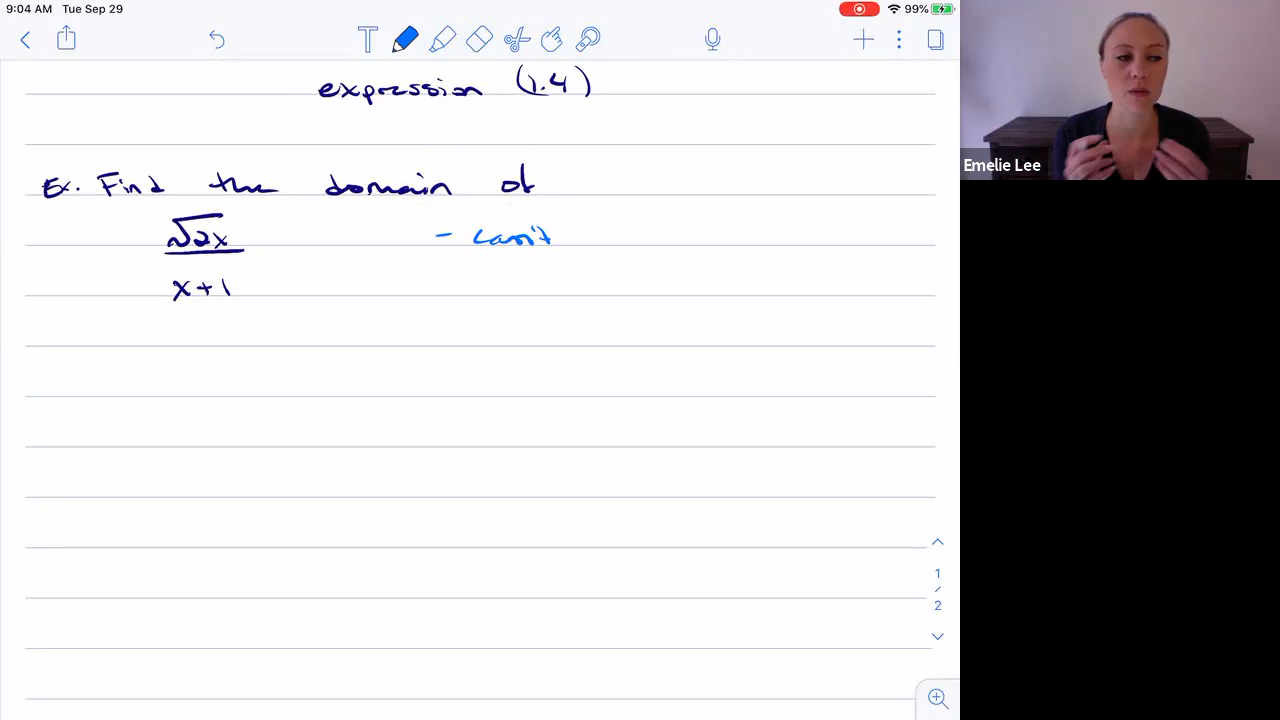 9:04 AM Tue Sep 29
99%
expression (1.4)
Emelie Lee
Ex. Find the domain of
√2x
- can't
x+1
1
/
2